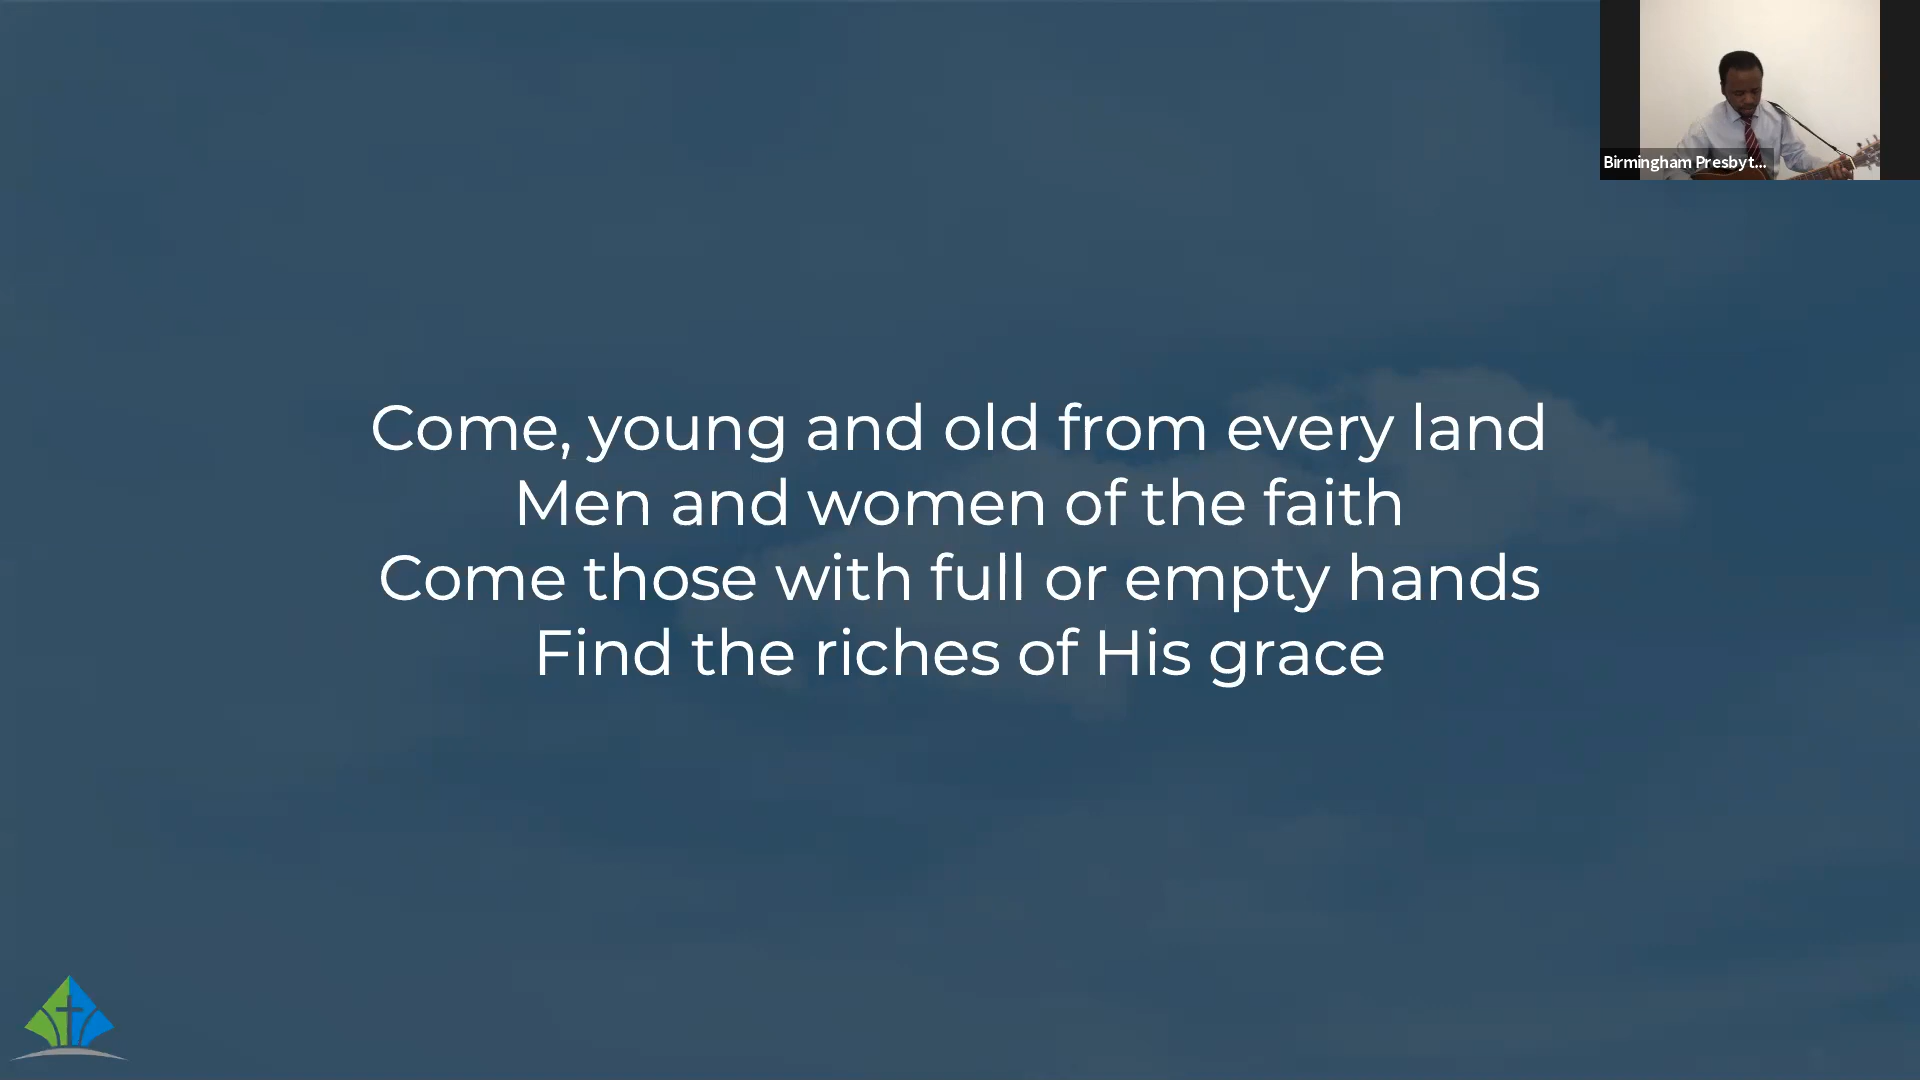 Birmingham Presbyt...
Come, young and old from every land
Men and women of the faith
Come those with full or empty hands
Find the riches of His grace